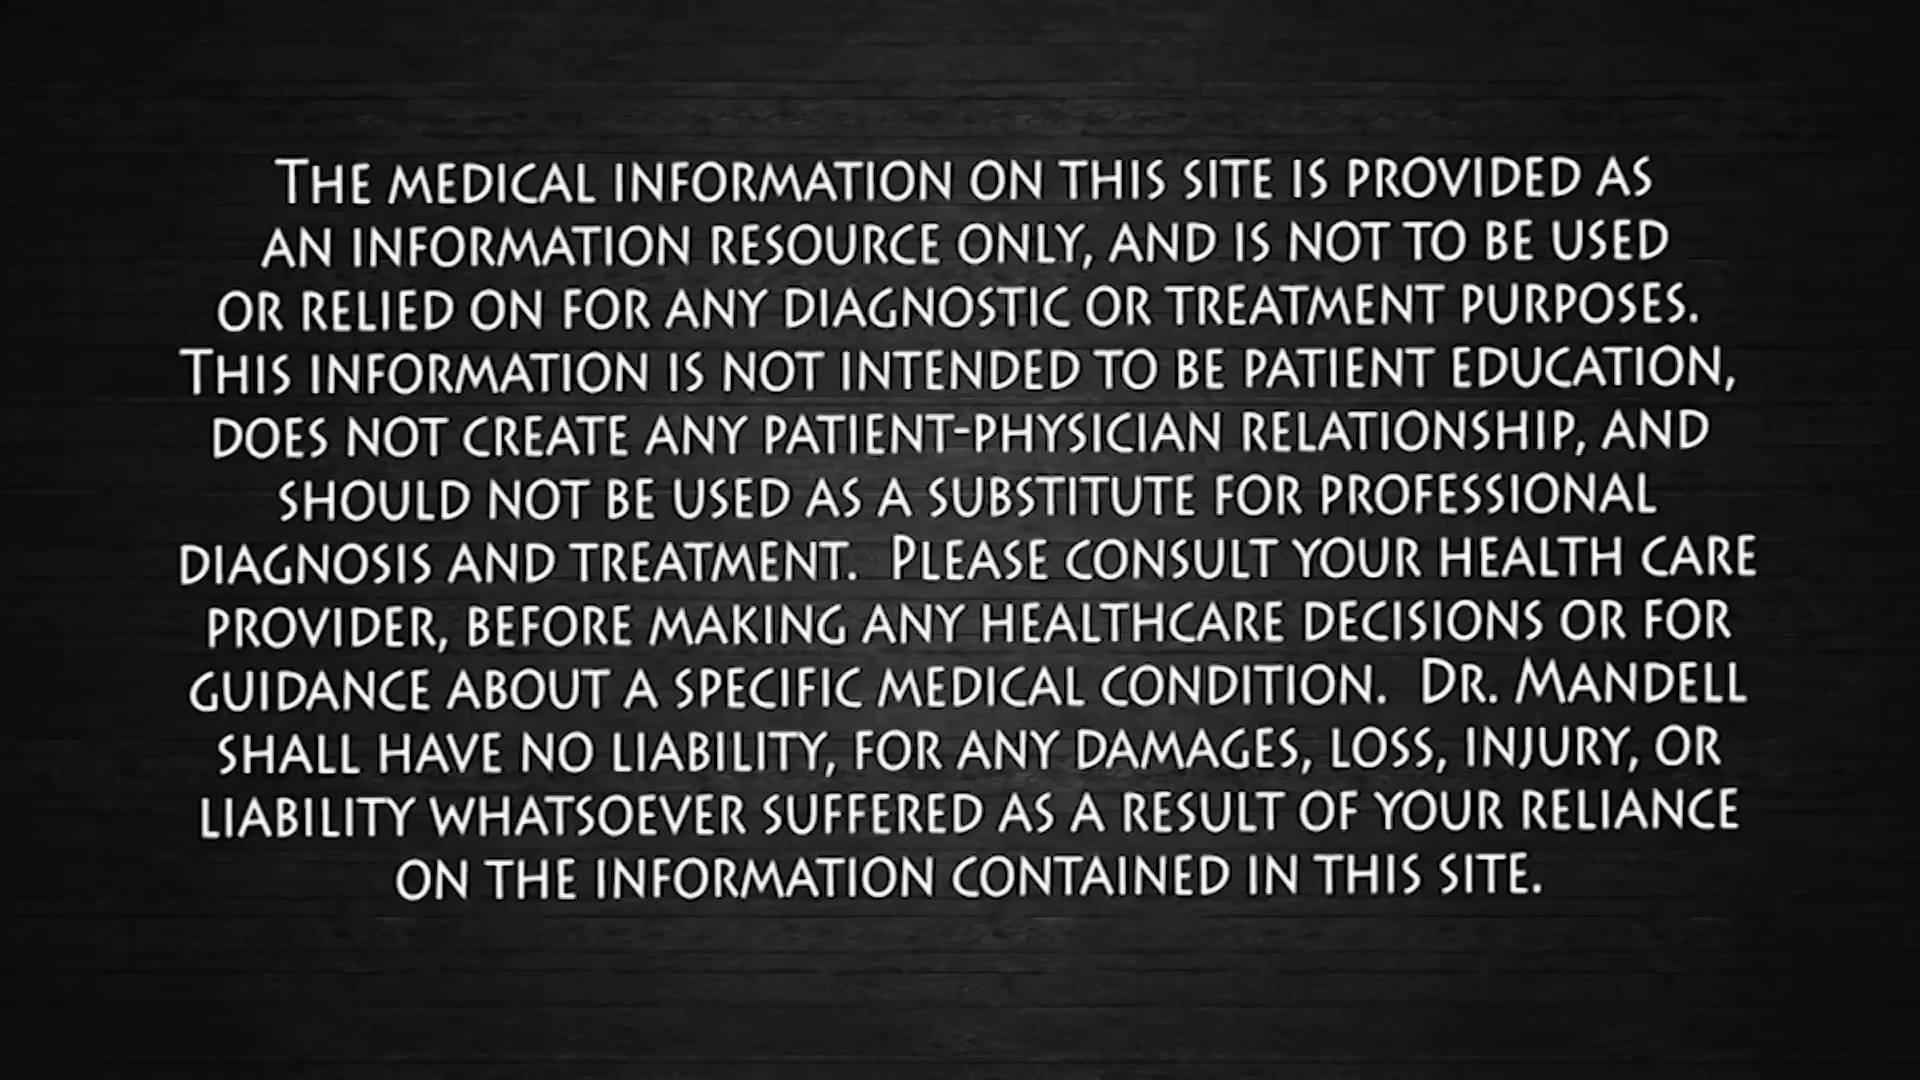 The medical information on this site is provided as
an information resource only, and is not to be used
or relied on for any diagnostic or treatment purposes.
This information is not intended to be patient education,
does not create any patient-physician relationship, and
should not be used as a substitute for professional
diagnosis and treatment.  Please consult your health care
provider, before making any healthcare decisions or for
guidance about a specific medical condition.  Dr. Mandell
shall have no liability, for any damages, loss, injury, or
liability whatsoever suffered as a result of your reliance
on the information contained in this site.